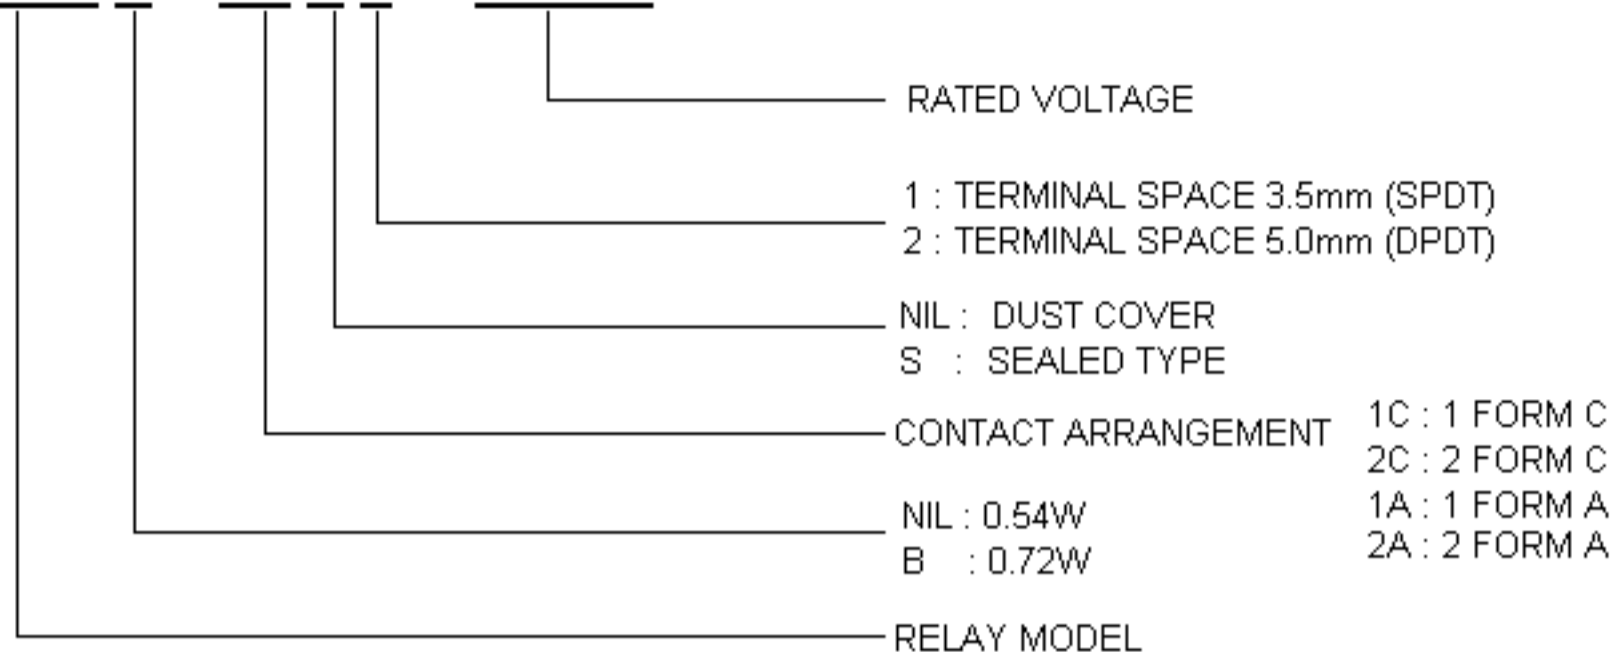 RATED VOLTAGE
1 : TERMINAL SPACE 3.5mm (SPDT)
2 : TERMINAL SPACE 5.0mm (DPDT)
NIL : DUST COVER
S : SEALED TYPE
CONTACT ARRANGEMENT
1C : 1 FORM C
2C : 2 FORM C
1A : 1 FORM A
2A : 2 FORM A
NIL : 0.54W
B : 0.72W
RELAY MODEL